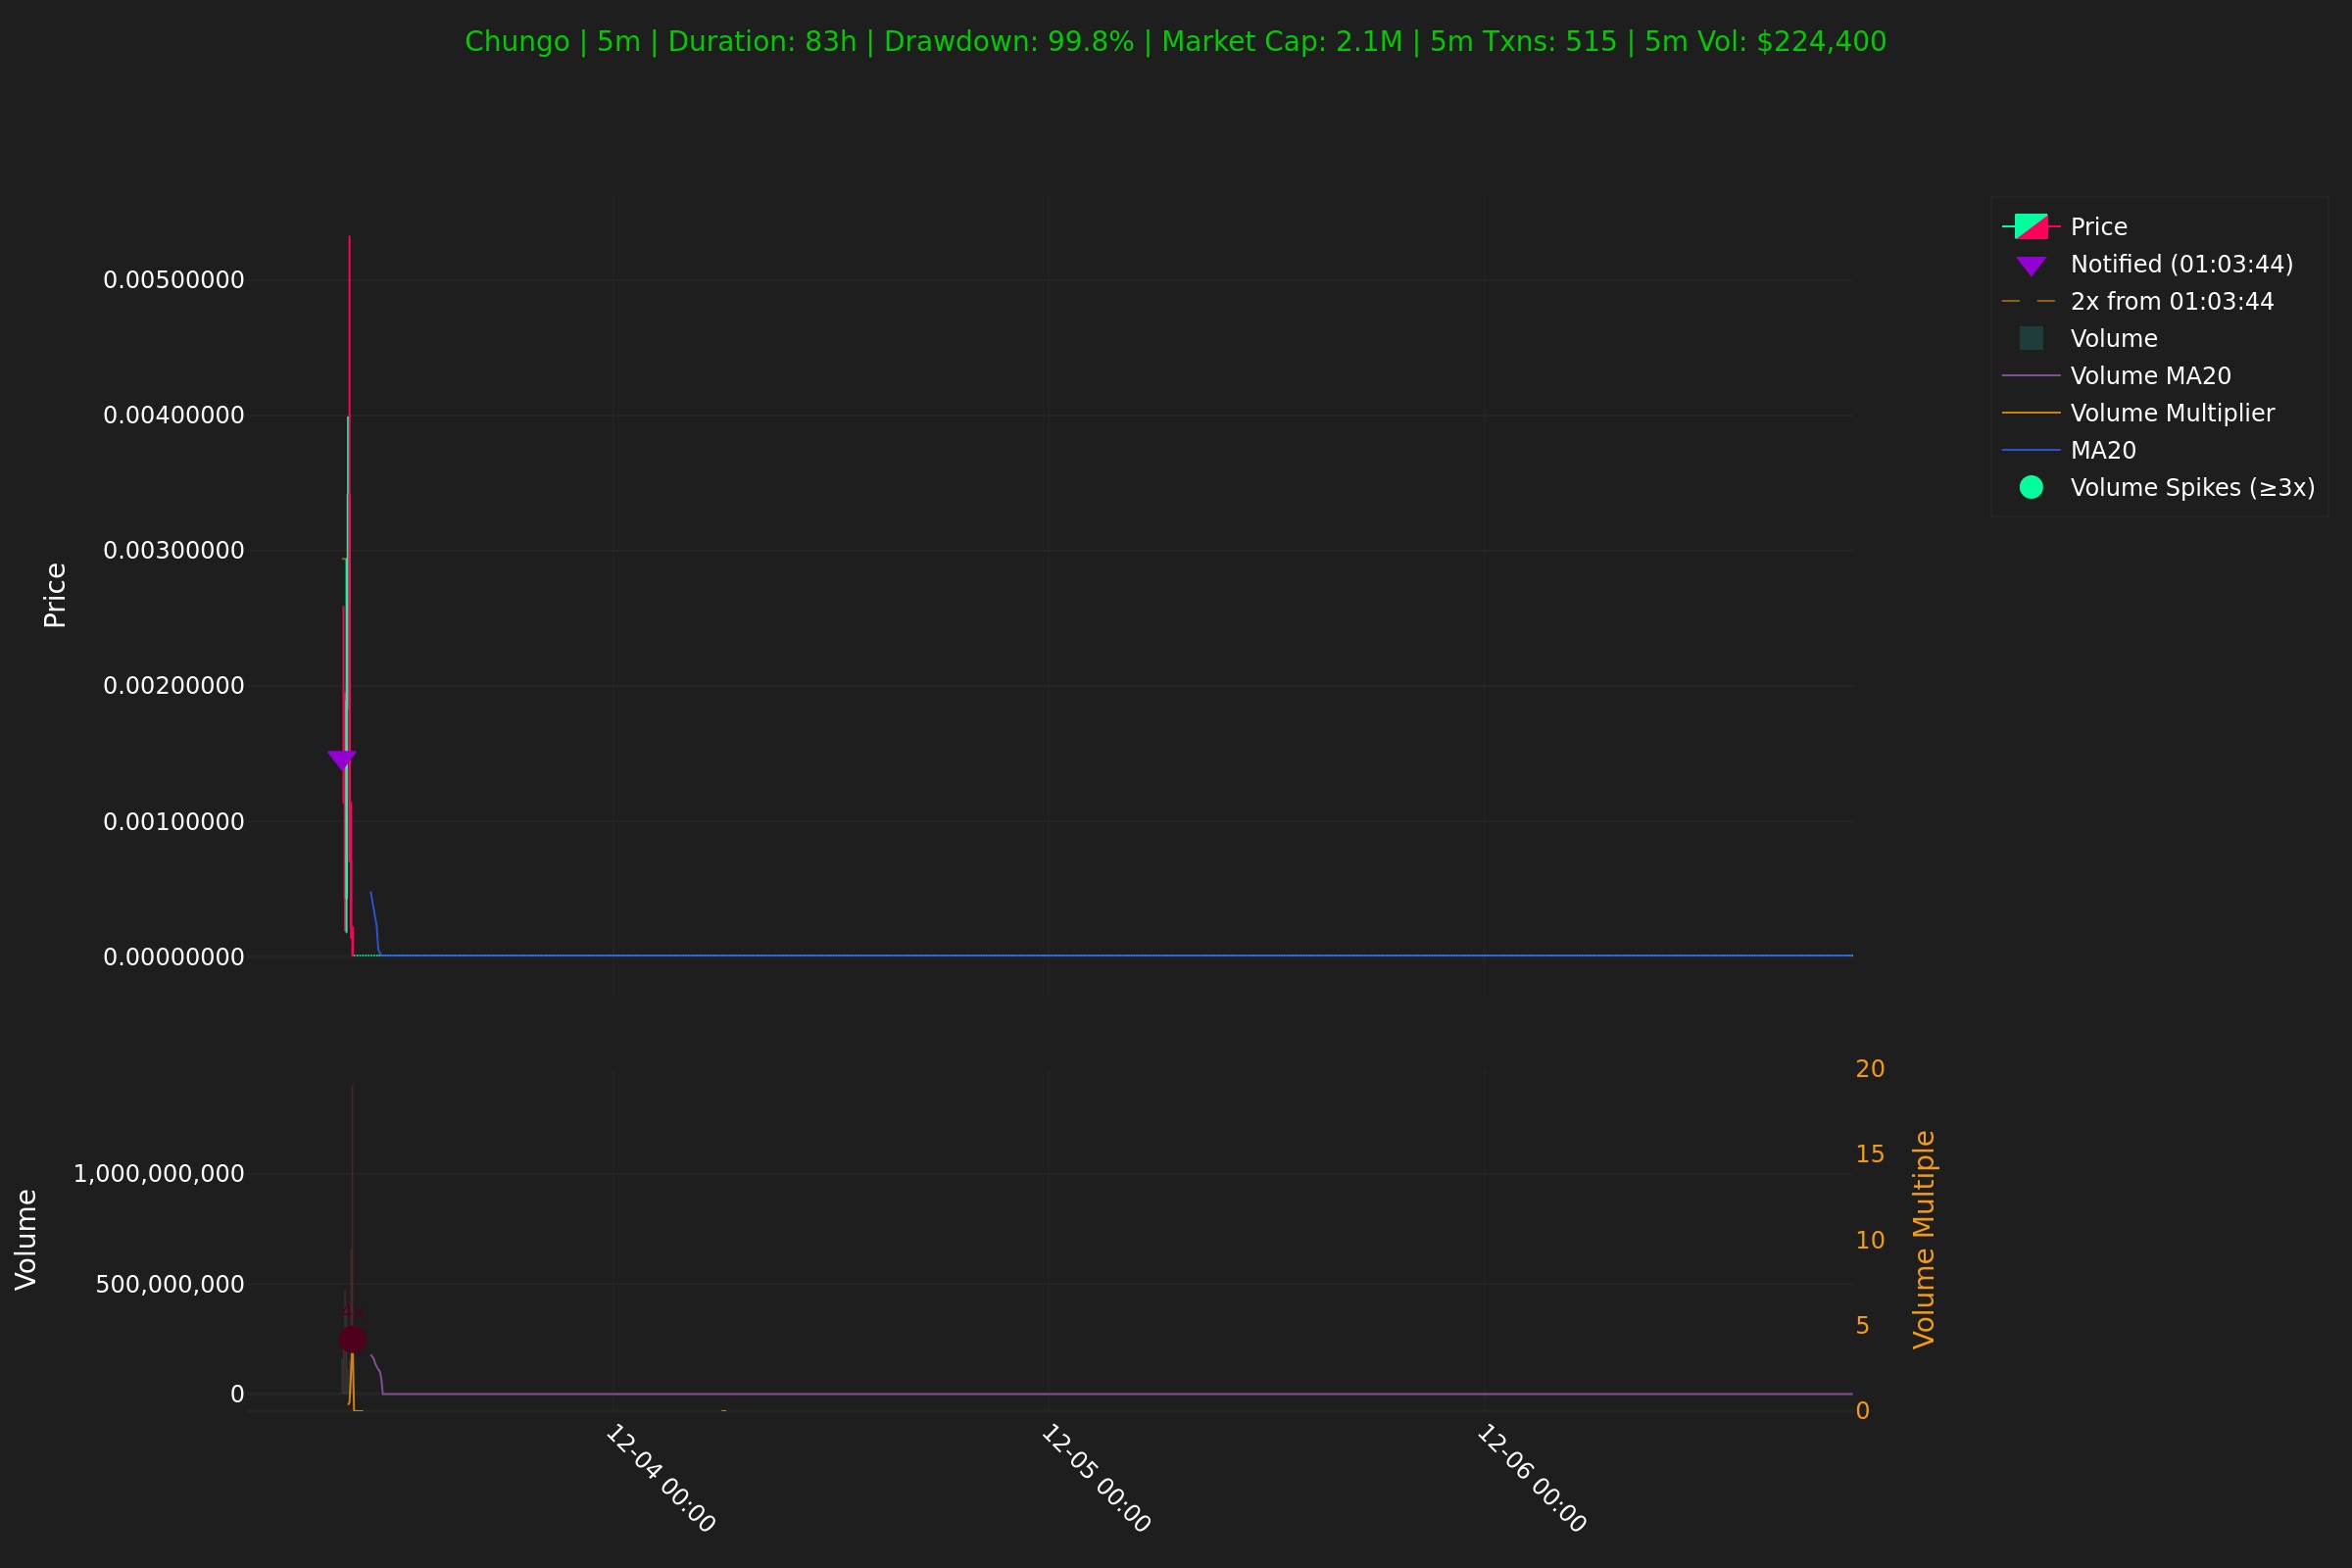 Chungo | 5m | Duration: 83h | Drawdown: 99.8% | Market Cap: 2.1M | 5m Txns: 515 | 5m Vol: $224,400
Price
0.00500000
0.00400000
0.00300000
0.00200000
0.00100000
0.00000000
Price
Notified (01:03:44)
2x from 01:03:44
Volume
Volume MA20
Volume Multiplier
MA20
Volume Spikes (≥3x)
Volume
1,000,000,000
500,000,000
0
20
15
10
5
0
Volume Multiple
12-04 00:00
12-05 00:00
12-06 00:00